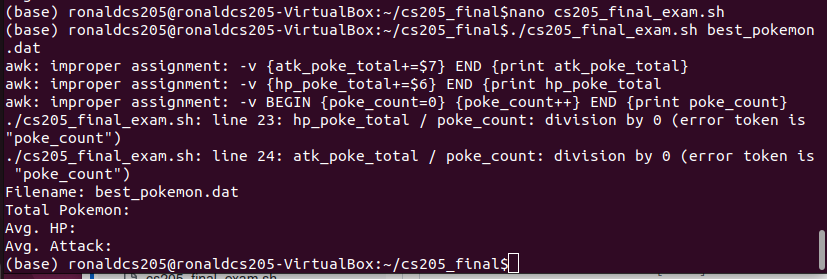 (base) ronaldcs205@ronaldcs205-VirtualBox:~/cs205_final$nano cs205_final_exam.sh
(base) ronaldcs205@ronaldcs205-VirtualBox:~/cs205_final$./cs205_final_exam.sh best_pokemon
.dat
awk: improper assignment: -v {atk_poke_total+=$7} END {print atk_poke_total}
awk: improper assignment: -v {hp_poke_total+=$6} END {print hp_poke_total
awk: improper assignment: -v BEGIN {poke_count=0} {poke_count++} END {print poke_count}
./cs205_final_exam.sh: line 23: hp_poke_total / poke_count: division by 0 (error token is
"poke_count")
./cs205_final_exam.sh: line 24: atk_poke_total / poke_count: division by 0 (error token is
 "poke_count")
Filename: best_pokemon.dat
Total Pokemon:
Avg. HP:
Avg. Attack:
(base) ronaldcs205@ronaldcs205-VirtualBox:~/cs205_final$
cs205_final_exam.sh